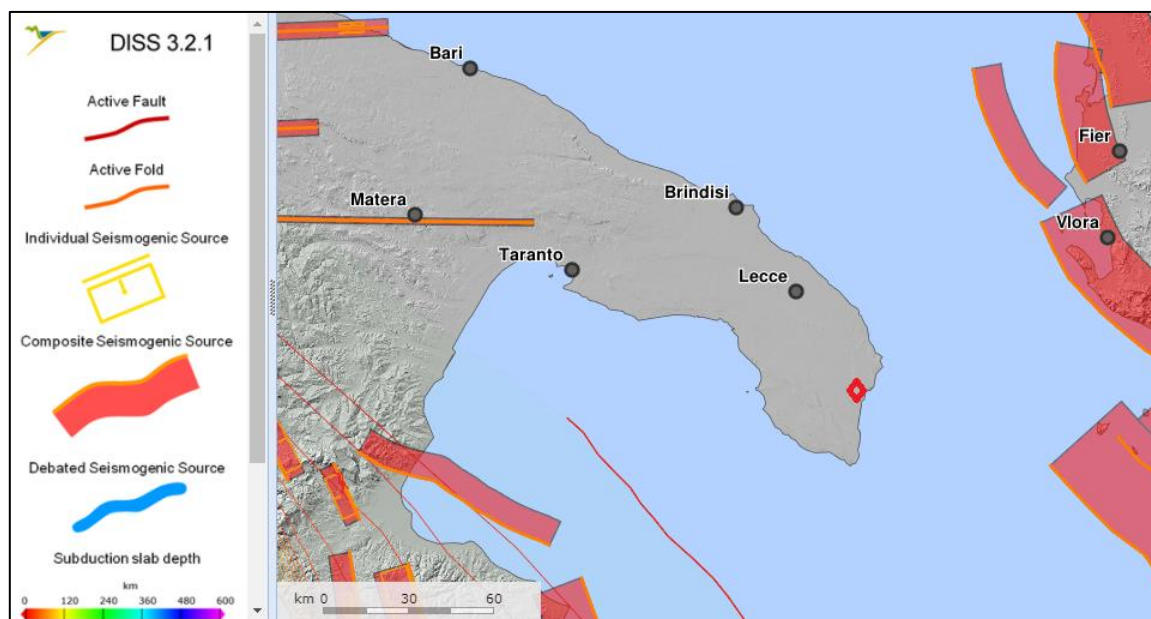 DISS 3.2.1
Active Fault
Active Fold
Individual Seismogenic Source
Composite Seismogenic Source
Debated Seismogenic Source
Subduction slab depth
km
0 120 240 360 480 600
Bari
Fier
Matera
Brindisi
Vlora
Taranto
Lecce
km 0 30 60